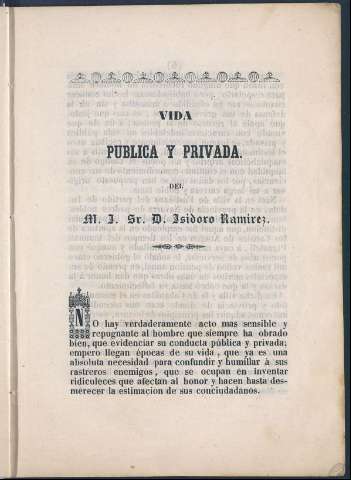 VIDA
PUBLICA Y PRIVADA.
DEL
M. I. Sr. D. Isidoro Ramirez.
NO hay verdaderamente acto mas sensible y
repugnante al hombre que siempre ha obrado
bien, que evidenciar su conducta pública y privada;
empero llegan épocas de su vida, que ya es una
absoluta necesidad para confundir y humillar à sus
rastreros enemigos, que se ocupan en inventar
ridiculeces que afectan al honor y hacen hasta des-
merecer la estimacion de sus conciudadanos.